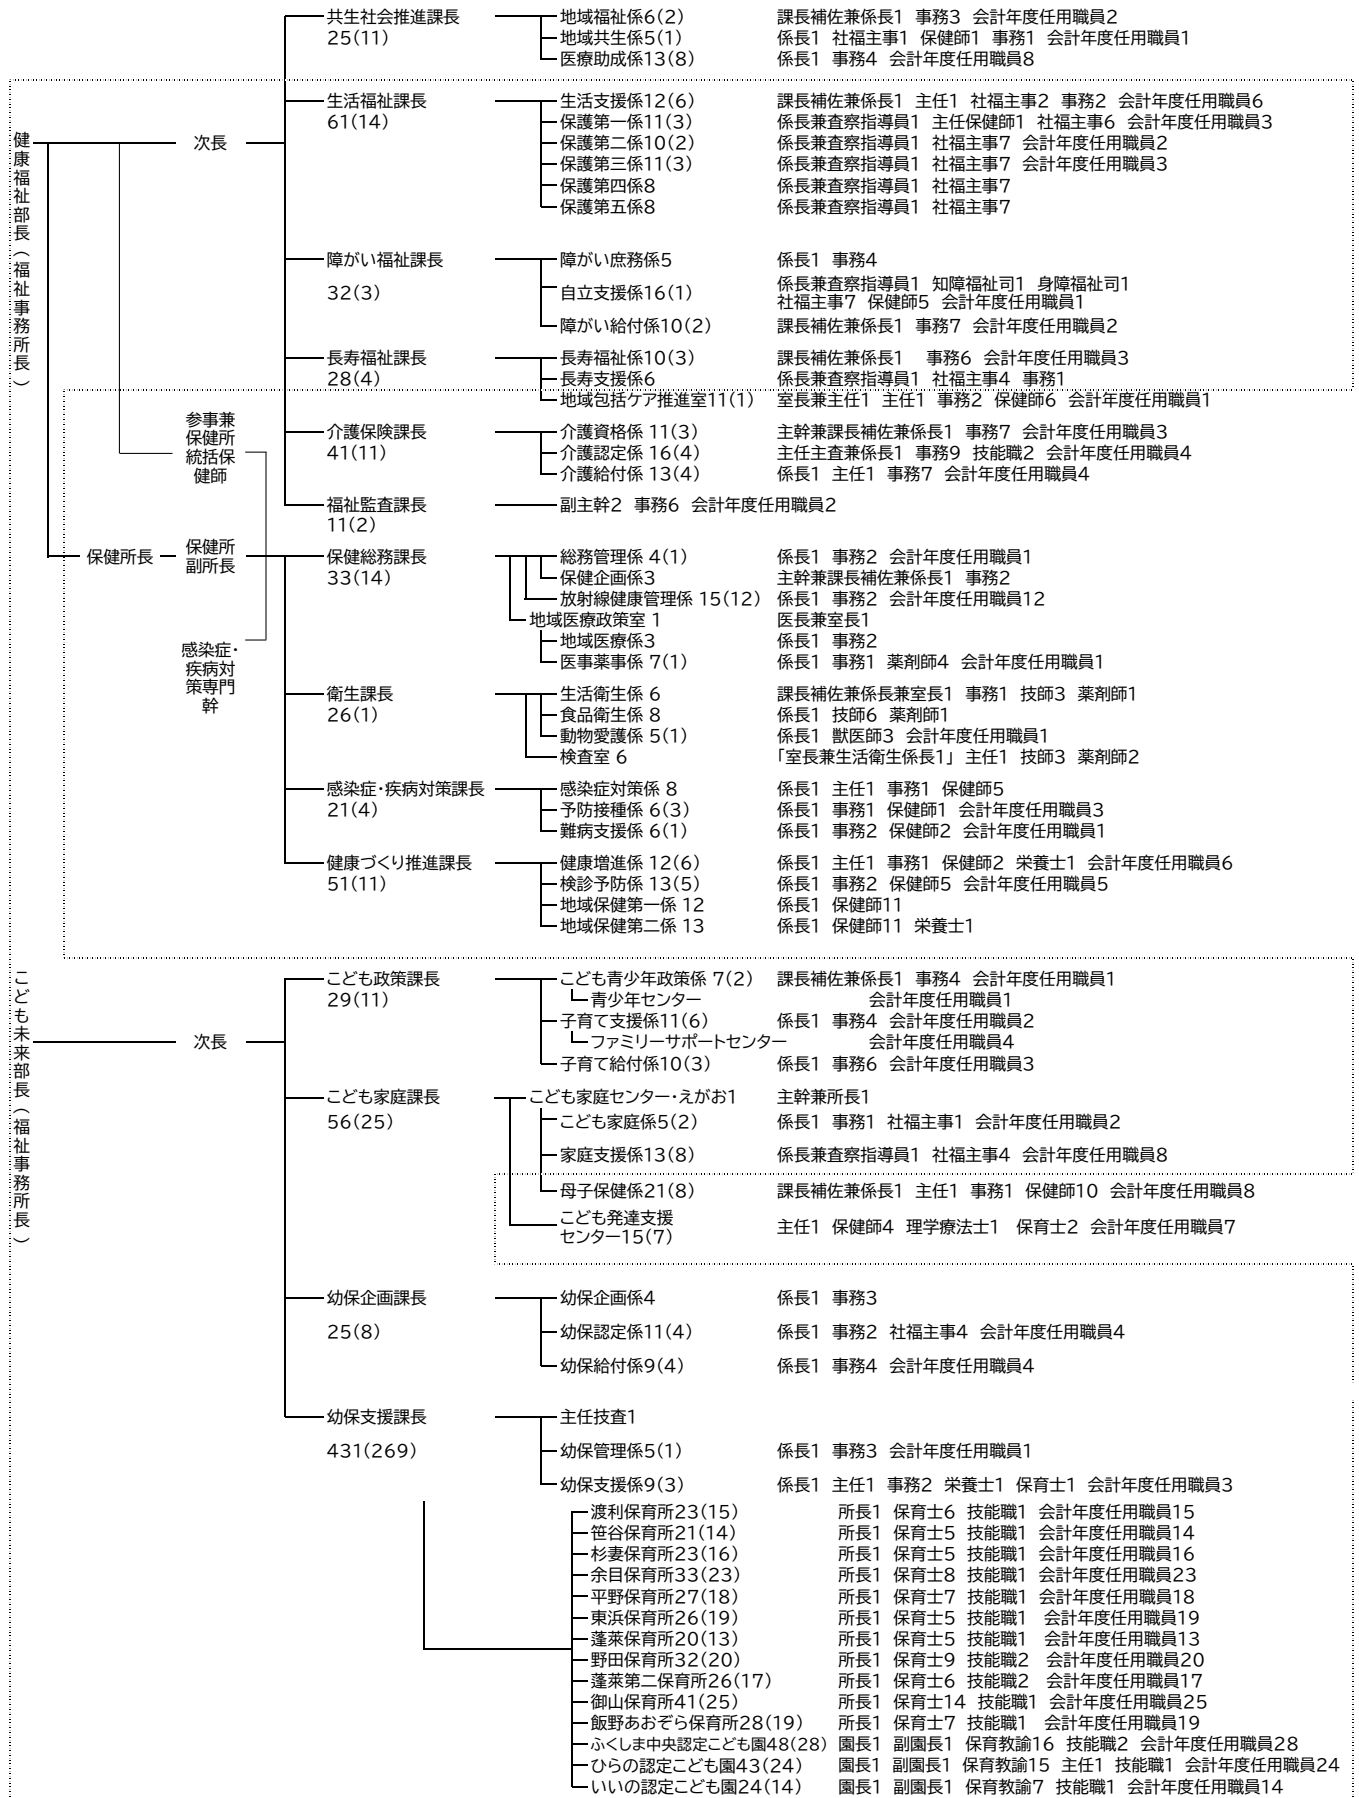 共生社会推進課長 地域福祉係6(2) 課長補佐兼係長1 事務3 会計年度任用職員2
25(11) 地域共生係5(1) 係長1 社福主事1 保健師1 事務1 会計年度任用職員1
医療助成係13(8) 係長1 事務4 会計年度任用職員8
生活福祉課長 生活支援係12(6) 課長補佐兼係長1 主任1 社福主事2 事務2 会計年度任用職員6
61(14) 保護第一係11(3) 係長兼査察指導員1 主任保健師1 社福主事6 会計年度任用職員3
健康福祉部長(福祉事務所長) 次長 保護第二係10(2) 係長兼査察指導員1 社福主事7 会計年度任用職員2
保護第三係11(3) 係長兼査察指導員1 社福主事7 会計年度任用職員3
保護第四係8 係長兼査察指導員1 社福主事7
保護第五係8 係長兼査察指導員1 社福主事7
障がい福祉課長 障がい庶務係5 係長1 事務4
32(3) 自立支援係16(1) 係長兼査察指導員1 知障福祉司1 身障福祉司1
社福主事7 保健師5 会計年度任用職員1
障がい給付係10(2) 課長補佐兼係長1 事務7 会計年度任用職員2
長寿福祉課長 長寿福祉係10(3) 課長補佐兼係長1 事務6 会計年度任用職員3
28(4) 長寿支援係6 係長兼査察指導員1 社福主事4 事務1
地域包括ケア推進室11(1) 室長兼主任1 主任1 事務2 保健師6 会計年度任用職員1
参事兼
保健所
統括保
健師
介護保険課長 介護資格係 11(3) 主幹兼課長補佐兼係長1 事務7 会計年度任用職員3
41(11) 介護認定係 16(4) 主任主査兼係長1 事務9 技能職2 会計年度任用職員4
介護給付係 13(4) 係長1 主任1 事務7 会計年度任用職員4
福祉監査課長 副主幹2 事務6 会計年度任用職員2
11(2)
保健所長 保健所
副所長
保健総務課長 総務管理係 4(1) 係長1 事務2 会計年度任用職員1
33(14) 保健企画係3 主幹兼課長補佐兼係長1 事務2
放射線健康管理係 15(12) 係長1 事務2 会計年度任用職員12
地域医療政策室 1 医長兼室長1
地域医療係3 係長1 事務2
医事薬事係 7(1) 係長1 事務1 薬剤師4 会計年度任用職員1
感染症・
疾病対
策専門
幹
衛生課長 生活衛生係 6 課長補佐兼係長兼室長1 事務1 技師3 薬剤師1
26(1) 食品衛生係 8 係長1 技師6 薬剤師1
動物愛護係 5(1) 係長1 獣医師3 会計年度任用職員1
検査室 6 「室長兼生活衛生係長1」 主任1 技師3 薬剤師2
感染症・疾病対策課長 感染症対策係 8 係長1 主任1 事務1 保健師5
21(4) 予防接種係 6(3) 係長1 事務1 保健師1 会計年度任用職員3
難病支援係 6(1) 係長1 事務2 保健師2 会計年度任用職員1
健康づくり推進課長 健康増進係 12(6) 係長1 主任1 事務1 保健師2 栄養士1 会計年度任用職員6
51(11) 検診予防係 13(5) 係長1 事務2 保健師5 会計年度任用職員5
地域保健第一係 12 係長1 保健師11
地域保健第二係 13 係長1 保健師11 栄養士1
こども未来部長(福祉事務所長) 次長
こども政策課長 こども青少年政策係 7(2) 課長補佐兼係長1 事務4 会計年度任用職員1
29(11) 青少年センター 会計年度任用職員1
子育て支援係11(6) 係長1 事務4 会計年度任用職員2
ファミリーサポートセンター 会計年度任用職員4
子育て給付係10(3) 係長1 事務6 会計年度任用職員3
こども家庭課長 こども家庭センター・えがお1 主幹兼所長1
56(25) こども家庭係5(2) 係長1 事務1 社福主事1 会計年度任用職員2
家庭支援係13(8) 係長兼査察指導員1 社福主事4 会計年度任用職員8
母子保健係21(8) 課長補佐兼係長1 主任1 事務1 保健師10 会計年度任用職員8
こども発達支援
センター15(7) 主任1 保健師4 理学療法士1 保育士2 会計年度任用職員7
幼保企画課長 幼保企画係4 係長1 事務3
25(8) 幼保認定係11(4) 係長1 事務2 社福主事4 会計年度任用職員4
幼保給付係9(4) 係長1 事務4 会計年度任用職員4
幼保支援課長 主任技査1
431(269) 幼保管理係5(1) 係長1 事務3 会計年度任用職員1
幼保支援係9(3) 係長1 主任1 事務2 栄養士1 保育士1 会計年度任用職員3
渡利保育所23(15) 所長1 保育士6 技能職1 会計年度任用職員15
笹谷保育所21(14) 所長1 保育士5 技能職1 会計年度任用職員14
杉妻保育所23(16) 所長1 保育士5 技能職1 会計年度任用職員16
余目保育所33(23) 所長1 保育士8 技能職1 会計年度任用職員23
平野保育所27(18) 所長1 保育士7 技能職1 会計年度任用職員18
東浜保育所26(19) 所長1 保育士5 技能職1 会計年度任用職員19
蓬萊保育所20(13) 所長1 保育士5 技能職1 会計年度任用職員13
野田保育所32(20) 所長1 保育士9 技能職2 会計年度任用職員20
蓬萊第二保育所26(17) 所長1 保育士6 技能職2 会計年度任用職員17
御山保育所41(25) 所長1 保育士14 技能職1 会計年度任用職員25
飯野あおぞら保育所28(19) 所長1 保育士7 技能職1 会計年度任用職員19
ふくしま中央認定こども園48(28) 園長1 副園長1 保育教諭16 技能職2 会計年度任用職員28
ひらの認定こども園43(24) 園長1 副園長1 保育教諭15 主任1 技能職1 会計年度任用職員24
いいの認定こども園24(14) 園長1 副園長1 保育教諭7 技能職1 会計年度任用職員14